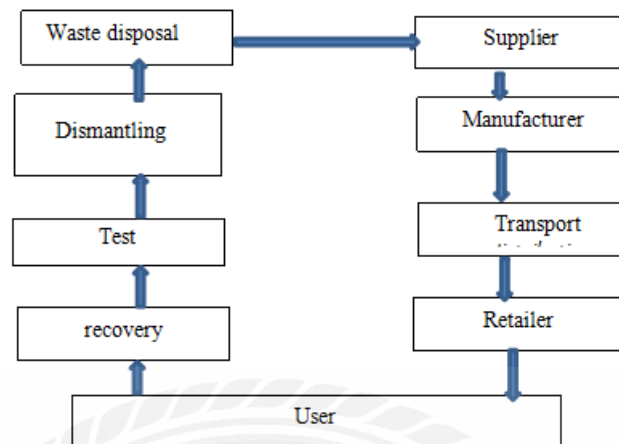 Waste disposal
Supplier
Dismantling
Manufacturer
Test
Transport
recovery
Retailer
User